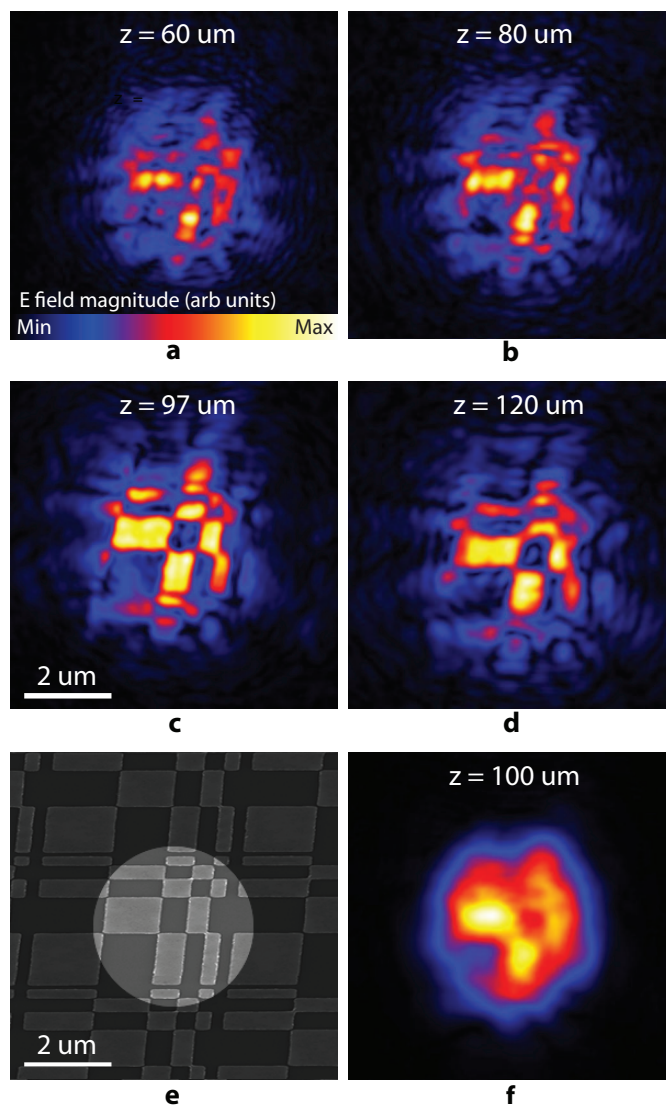 z = 60 um
z = 80 um
z =
E field magnitude (arb units)
Min Max
a
b
z = 97 um
z = 120 um
2 um
c
d
z = 100 um
2 um
e
f